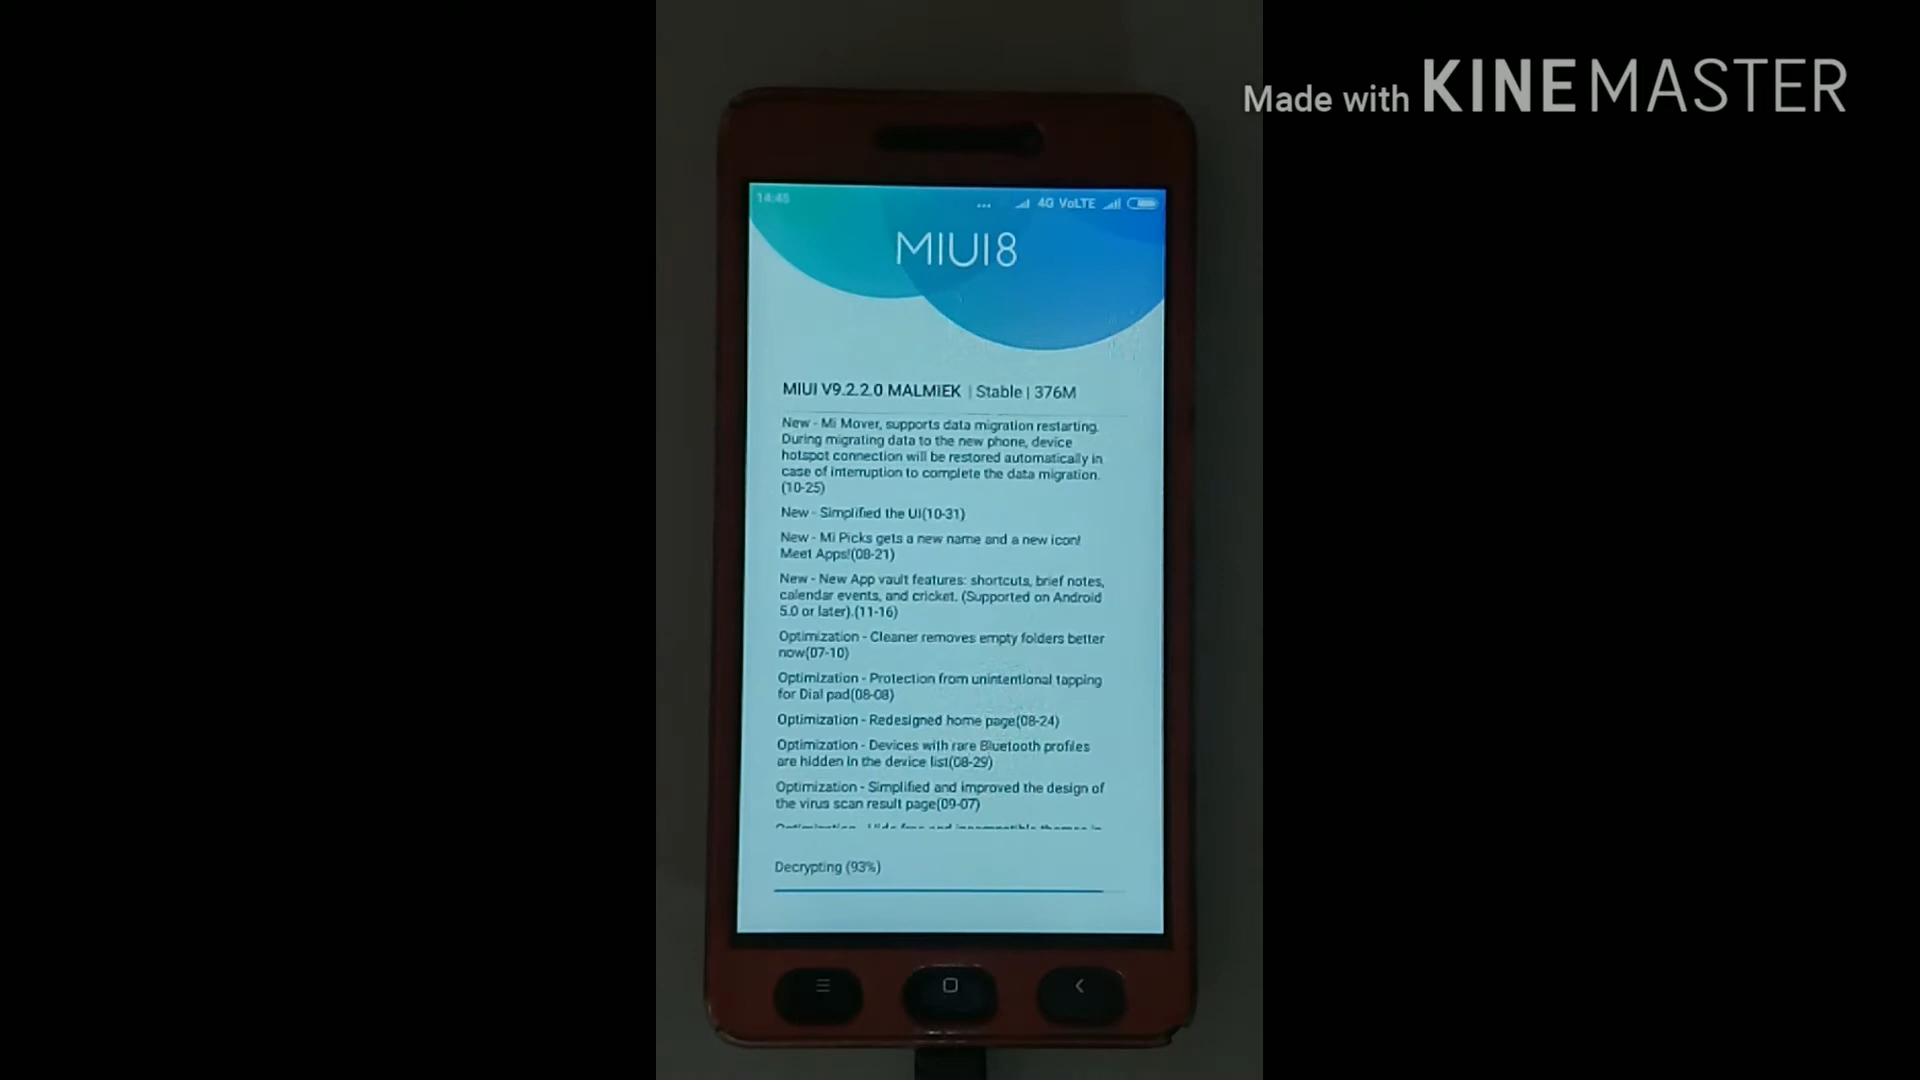 Made with KINEMASTER
14:45
... 4G VoLTE
MIUI8
MIUI V9.2.2.0 MALMIEK | Stable | 376M
New - Mi Mover, supports data migration restarting.
During migrating data to the new phone, device
hotspot connection will be restored automatically in
case of interruption to complete the data migration.
(10-25)
New - Simplified the UI(10-31)
New - Mi Picks gets a new name and a new icon!
Meet Apps!(08-21)
New - New App vault features: shortcuts, brief notes,
calendar events, and cricket. (Supported on Android
5.0 or later).(11-16)
Optimization - Cleaner removes empty folders better
now(07-10)
Optimization - Protection from unintentional tapping
for Dial pad(08-08)
Optimization - Redesigned home page(08-24)
Optimization - Devices with rare Bluetooth profiles
are hidden in the device list(08-29)
Optimization - Simplified and improved the design of
the virus scan result page(09-07)
Optimization - Hide free and incompatible themes in
Decrypting (93%)